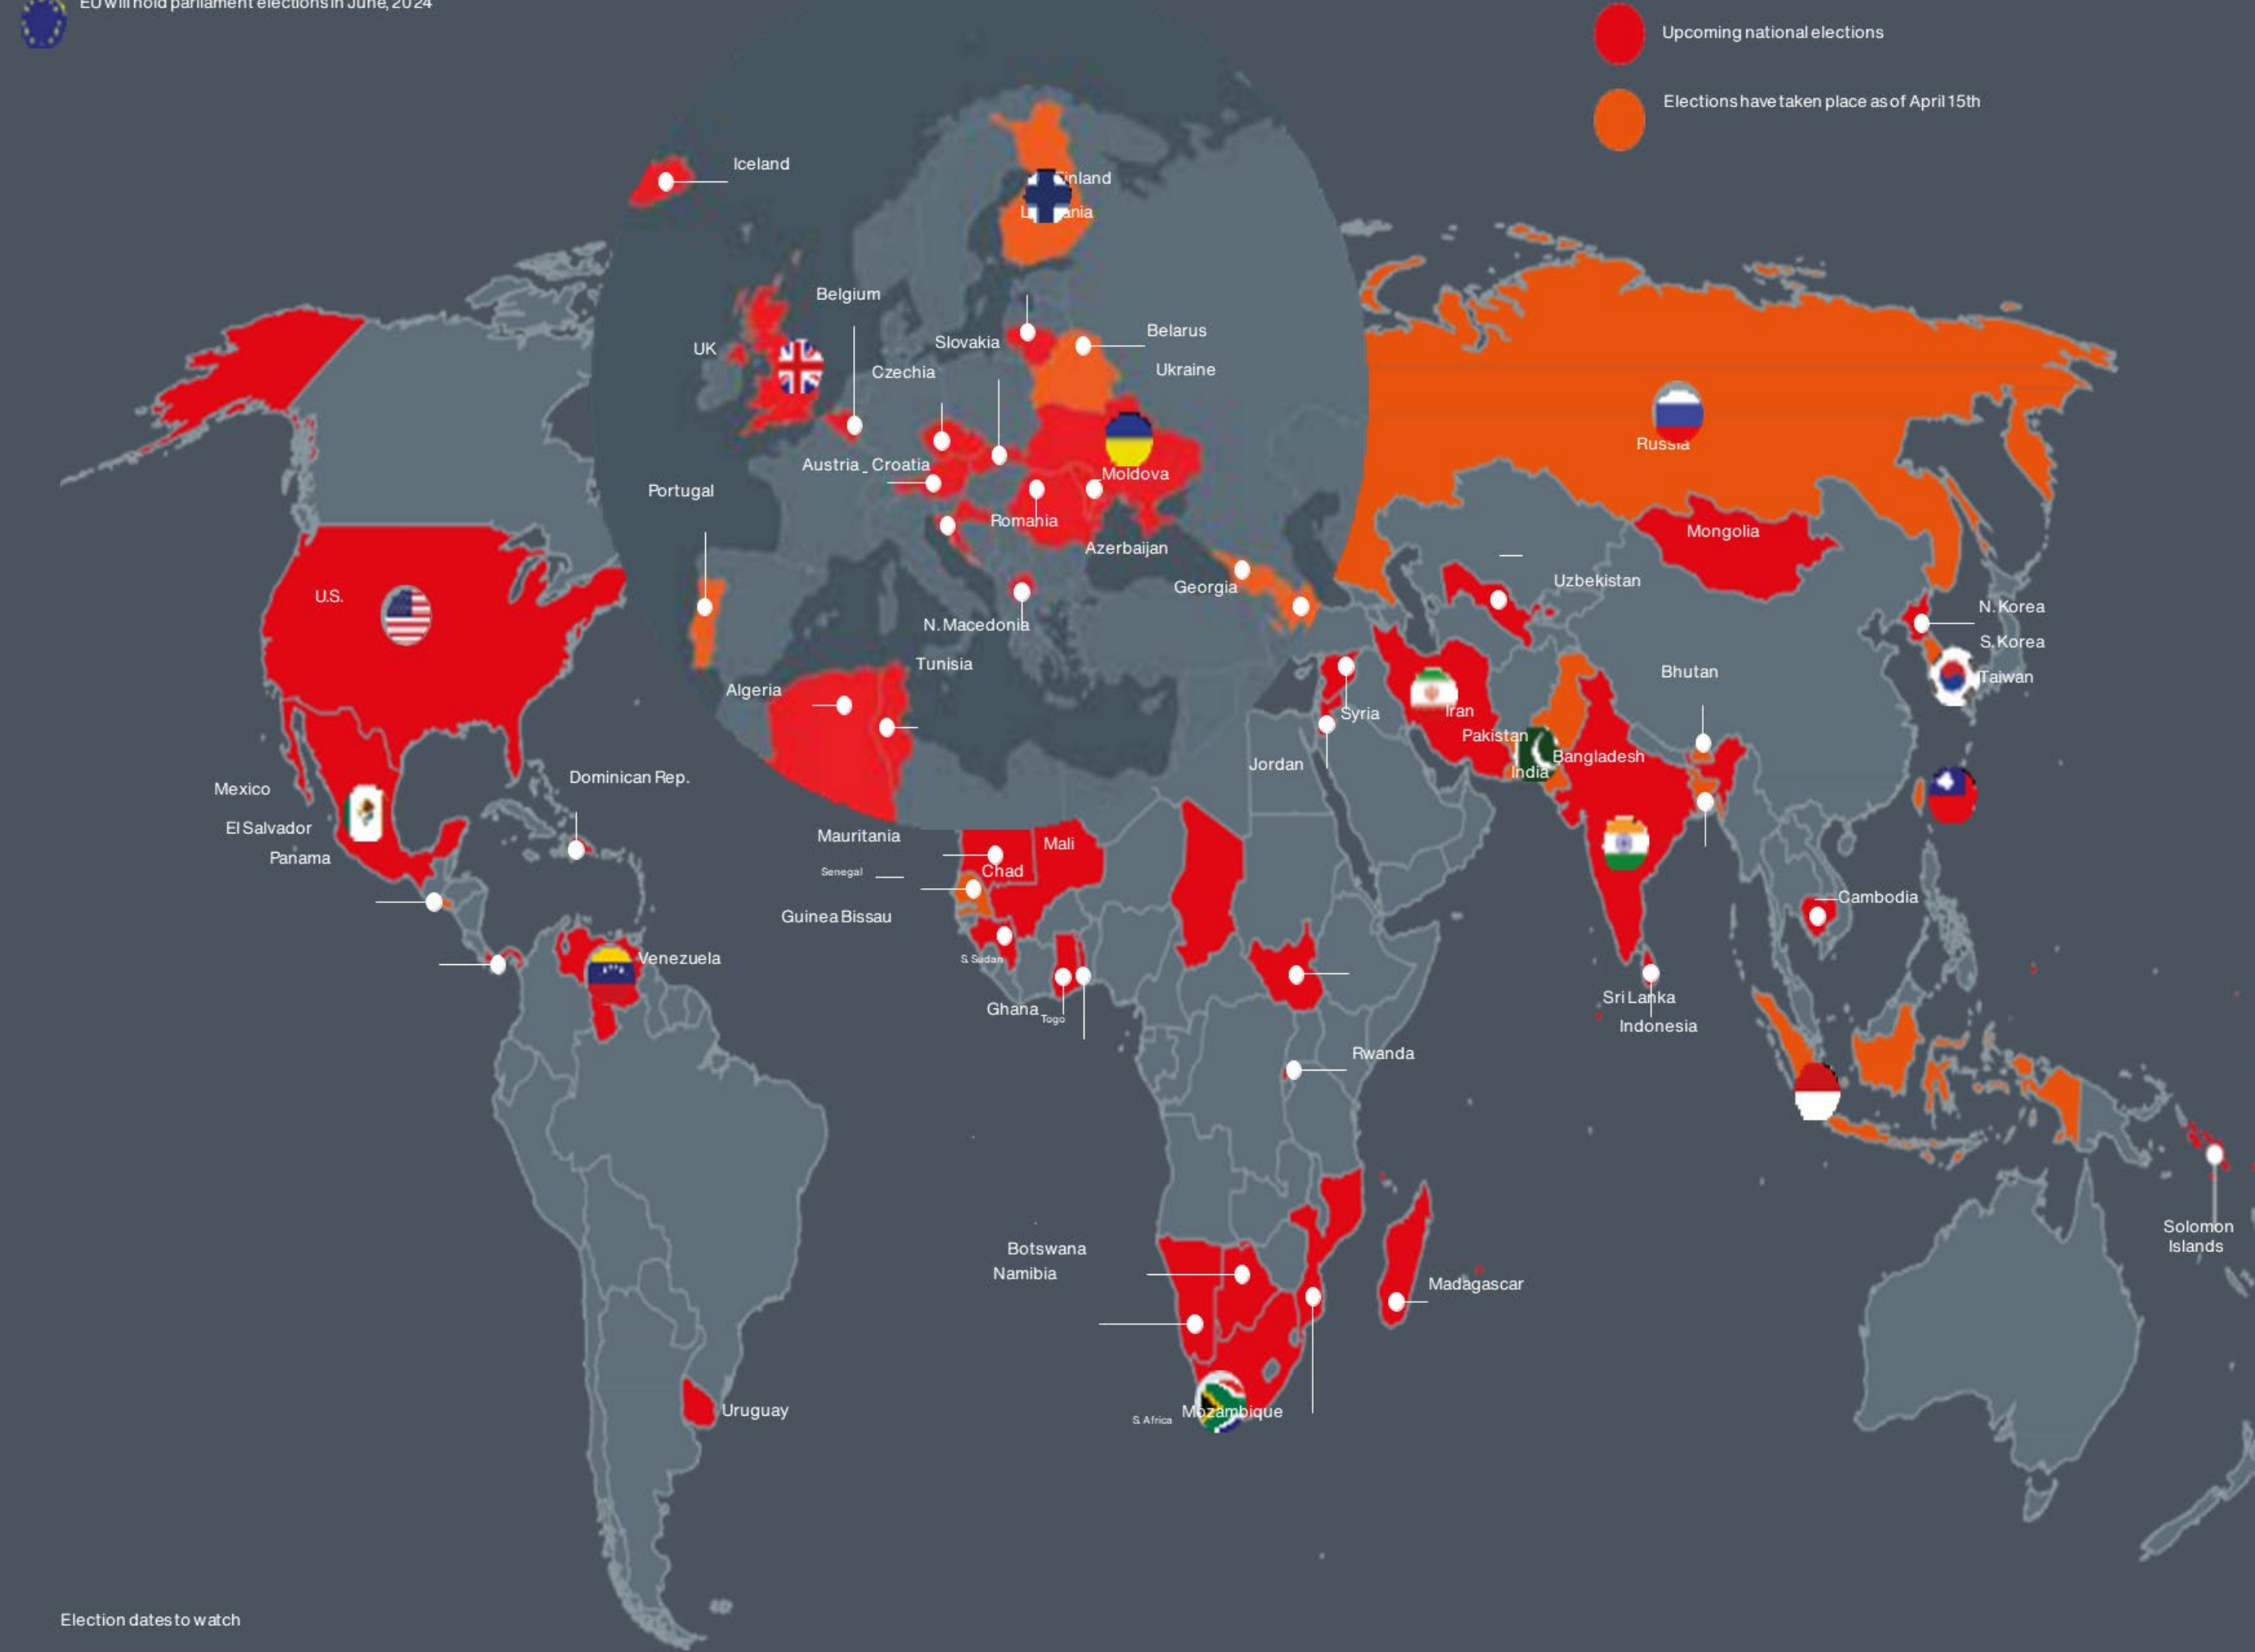 EU will hold parliament elections in June, 2024
Upcoming national elections
Elections have taken place as of April 15th
Iceland
Finland
Belgium
Belarus
UK
Slovakia
Czechia
Ukraine
Russia
Austria
Croatia
Moldova
Portugal
Romania
Mongolia
Azerbaijan
Uzbekistan
Georgia
U.S.
N. Macedonia
N. Korea
S. Korea
Tunisia
Bhutan
Taiwan
Algeria
Syria
Iran
Pakistan
Bangladesh
Jordan
India
Dominican Rep.
Mexico
El Salvador
Panama
Mauritania
Mali
Senegal
Chad
Cambodia
Guinea Bissau
Venezuela
S. Sudan
Sri Lanka
Ghana
Togo
Indonesia
Rwanda
Solomon
Islands
Botswana
Namibia
Madagascar
Uruguay
S. Africa
Mozambique
Election dates to watch